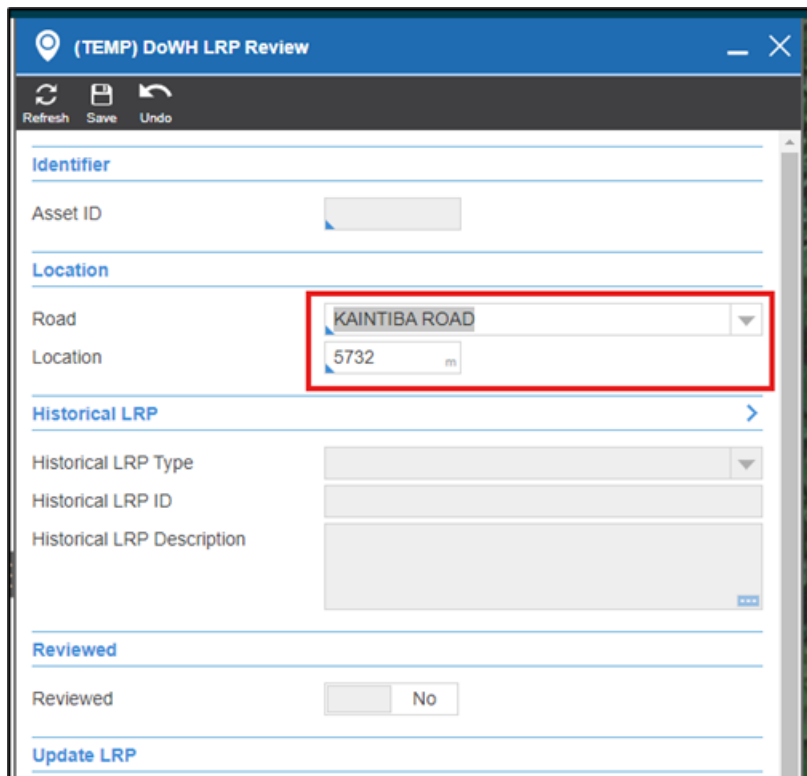 (TEMP) DoWH LRP Review
Refresh Save Undo
Identifier
Asset ID
Location
Road KAINTIBA ROAD
Location 5732 m
Historical LRP
Historical LRP Type
Historical LRP ID
Historical LRP Description
Reviewed
Reviewed No
Update LRP